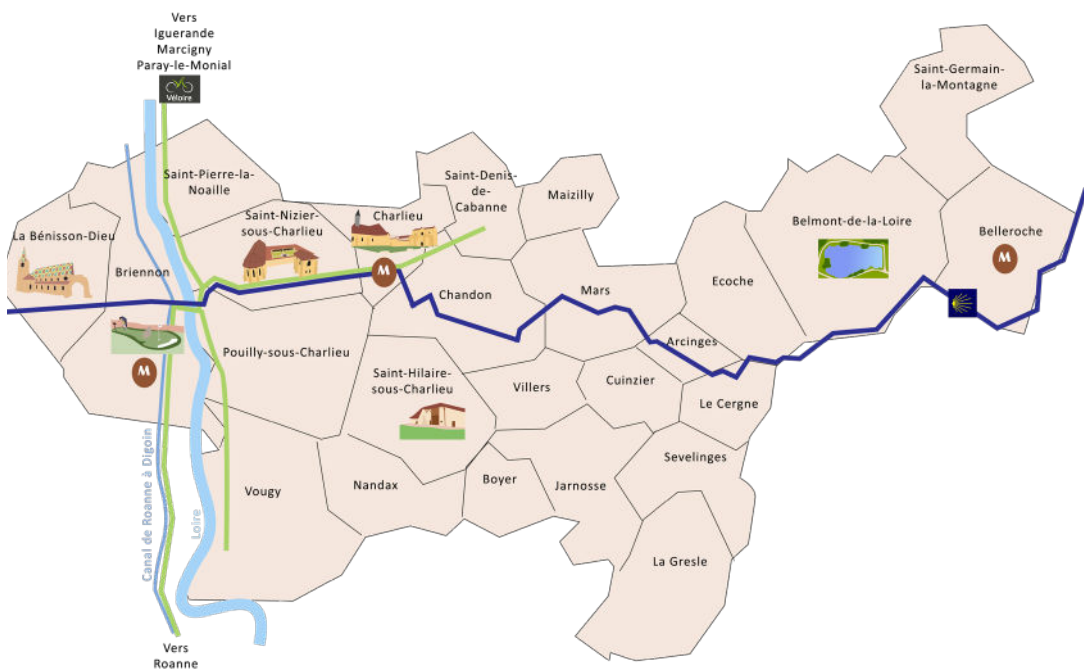 Vers
Iguerande
Marcigny
Paray-le-Monial
Véloire
Saint-Germain-
la-Montagne
Saint-Pierre-la-
Noaille
Saint-Denis-
de-
Cabanne
Maizilly
La Bénisson-Dieu
Saint-Nizier-
sous-Charlieu
Charlieu
Belmont-de-la-Loire
Belleroche
M
Briennon
M
Chandon
Mars
Ecoche
Arcinges
Pouilly-sous-Charlieu
M
Saint-Hilaire-
sous-Charlieu
Villers
Cuinzier
Le Cergne
Sevelinges
Vougy
Nandax
Boyer
Jarnosse
Canal de Roanne à Digoin
Loire
La Gresle
Vers
Roanne